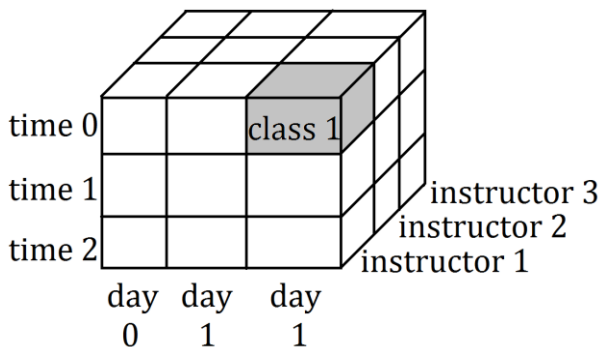 time 0
class 1
time 1
time 2
instructor 3
instructor 2
instructor 1
day day day
0 1 1